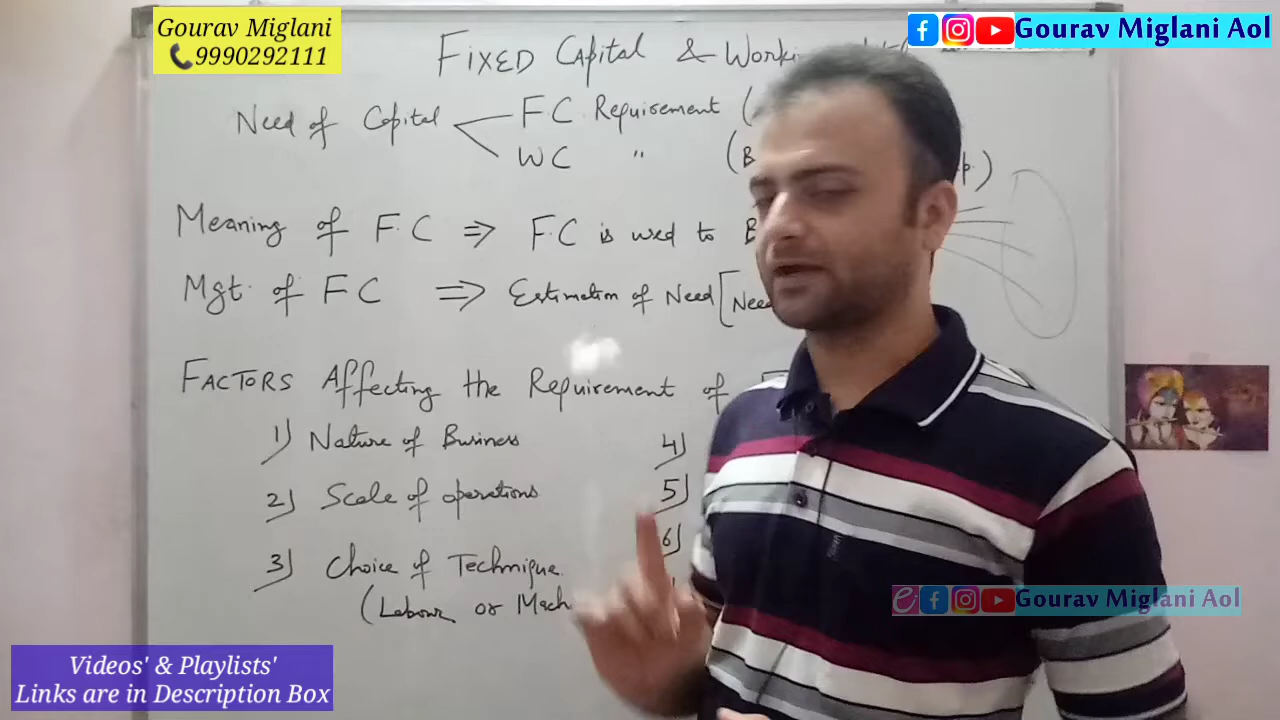 Gourav Miglani
9990292111
Gourav Miglani Aol
FIXED Capital & Worki
Need of Capital
F.C Requirement (
WC " (B
p.)
Meaning of F.C ⇒ F.C is used to B
Mgt. of F C ⇒ Estimation of Need [Need
FACTORS Affecting the Requirement of
1) Nature of Business
2) Scale of operations
3) Choice of Technique.
(Labour or Mach
4)
5)
6)
Gourav Miglani Aol
Videos' & Playlists'
Links are in Description Box